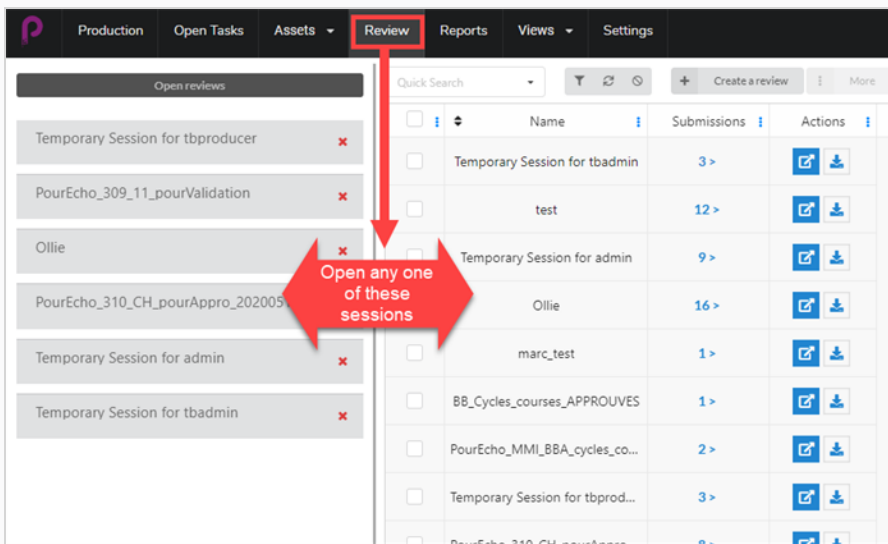 Production Open Tasks Assets Review Reports Views Settings
Open reviews
Temporary Session for tbproducer
PourEcho_309_11_pourValidation
Ollie
PourEcho_310_CH_pourAppro_202005
Temporary Session for admin
Temporary Session for tbadmin
Open any one
of these
sessions
Quick Search Create a review More
Name Submissions Actions
Temporary Session for tbadmin 3 >
test 12 >
Temporary Session for admin 9 >
Ollie 16 >
marc_test 1 >
BB_Cycles_courses_APPROUVES 1 >
PourEcho_MMI_BBA_cycles_co... 2 >
Temporary Session for tbprod... 3 >